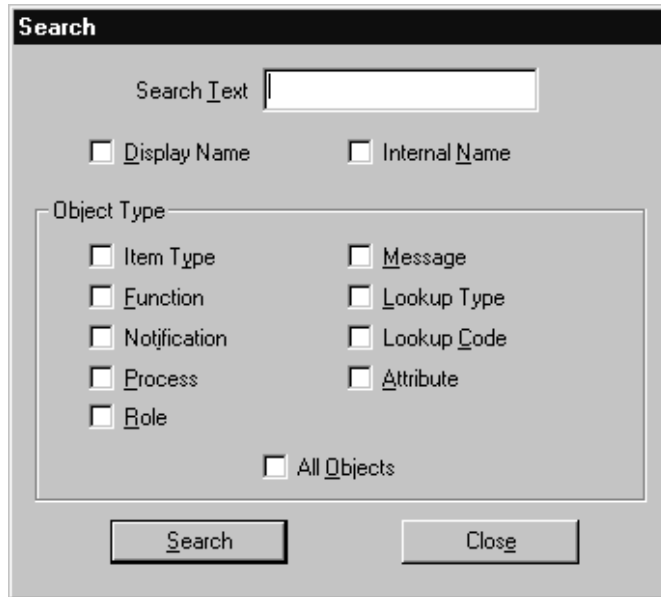 Search
Search Text
Display Name Internal Name
Object Type
Item Type Message
Function Lookup Type
Notification Lookup Code
Process Attribute
Role
All Objects
Search Close